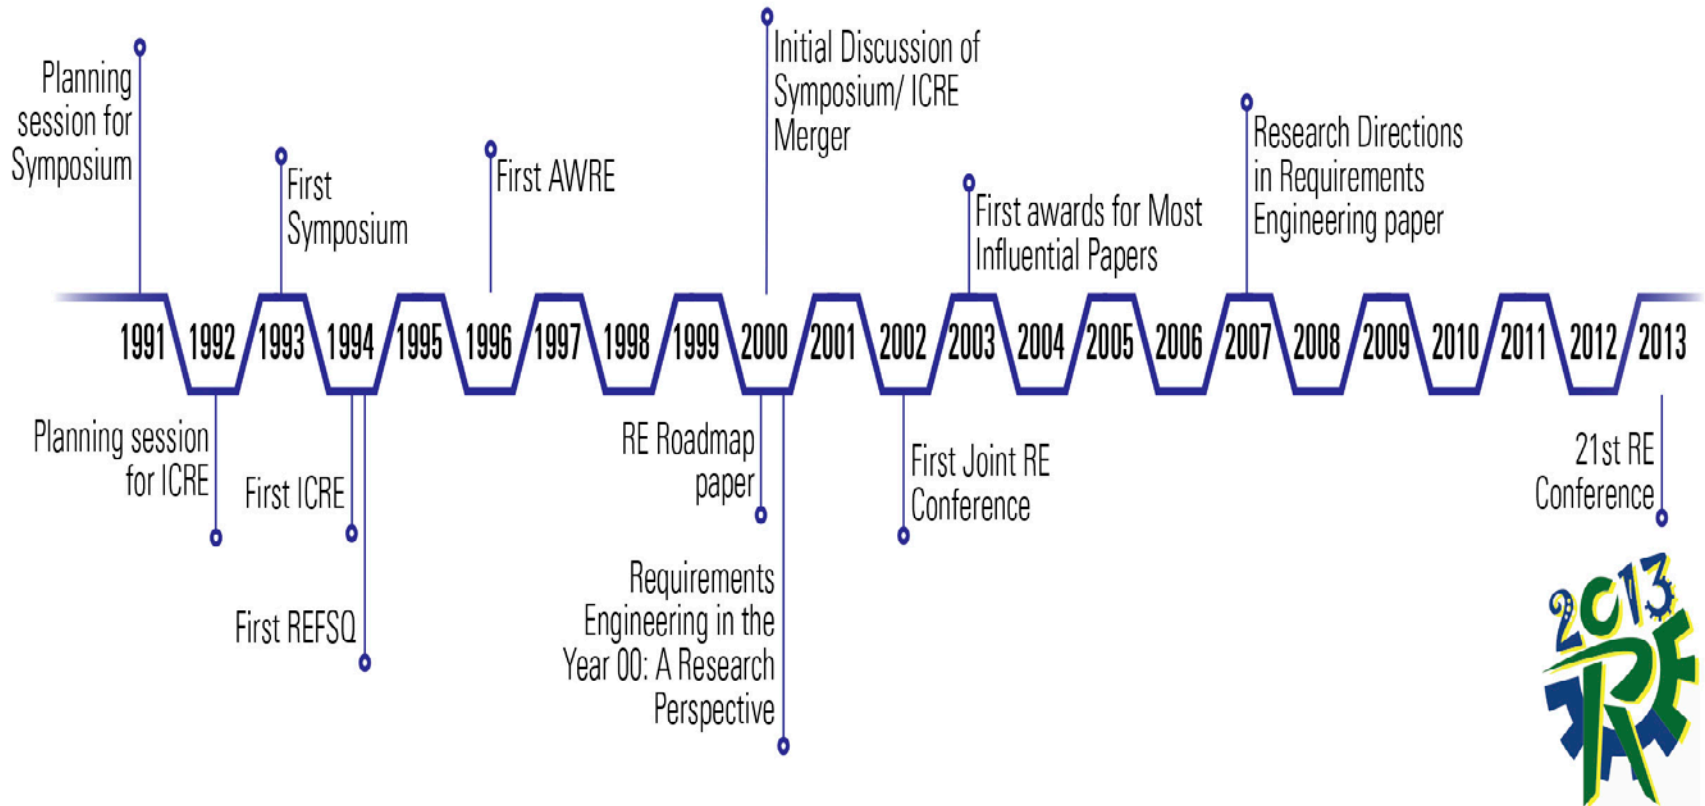 Planning
session for
Symposium
First
Symposium
First AWRE
Initial Discussion of
Symposium/ ICRE
Merger
First awards for Most
Influential Papers
Research Directions
in Requirements
Engineering paper
1991 1992 1993 1994 1995 1996 1997 1998 1999 2000 2001 2002 2003 2004 2005 2006 2007 2008 2009 2010 2011 2012 2013
Planning session
for ICRE
First ICRE
First REFSQ
RE Roadmap
paper
Requirements
Engineering in the
Year 00: A Research
Perspective
First Joint RE
Conference
21st RE
Conference
2013
RE